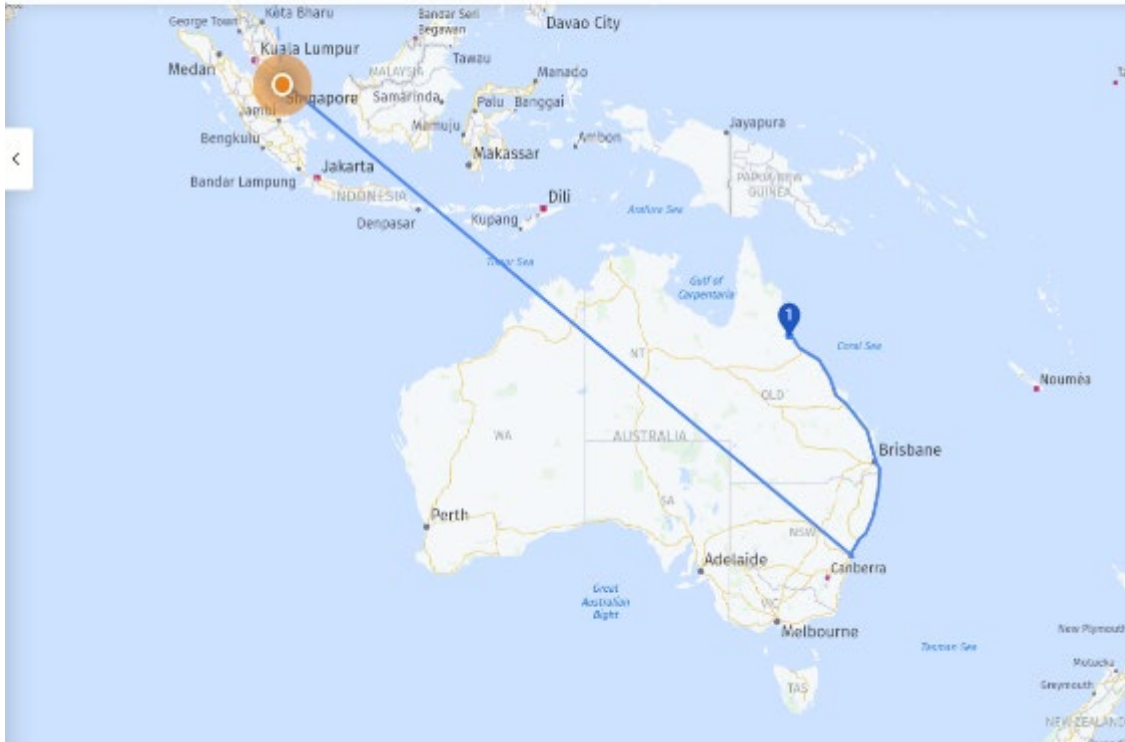 Kota Bharu
George Town
Bandar Seri
Begawan
Davao City
Kuala Lumpur
Medan
MALAYSIA
Tawau
Manado
Singapore
Samarinda
Palu
Banggai
Jambi
Bengkulu
Mamuju
Ambon
Jayapura
Makassar
Jakarta
Bandar Lampung
INDONESIA
PAPUA NEW
GUINEA
Dili
Denpasar
Kupang
Arafura Sea
Timor Sea
Gulf of
Carpentaria
1
Coral Sea
NT
Nouméa
QLD
WA
AUSTRALIA
Brisbane
SA
Perth
NSW
Adelaide
Canberra
Great
Australian
Bight
VIC
Melbourne
New Plymouth
Tasman Sea
Motueka
TAS
Greymouth
NEW ZEALAND